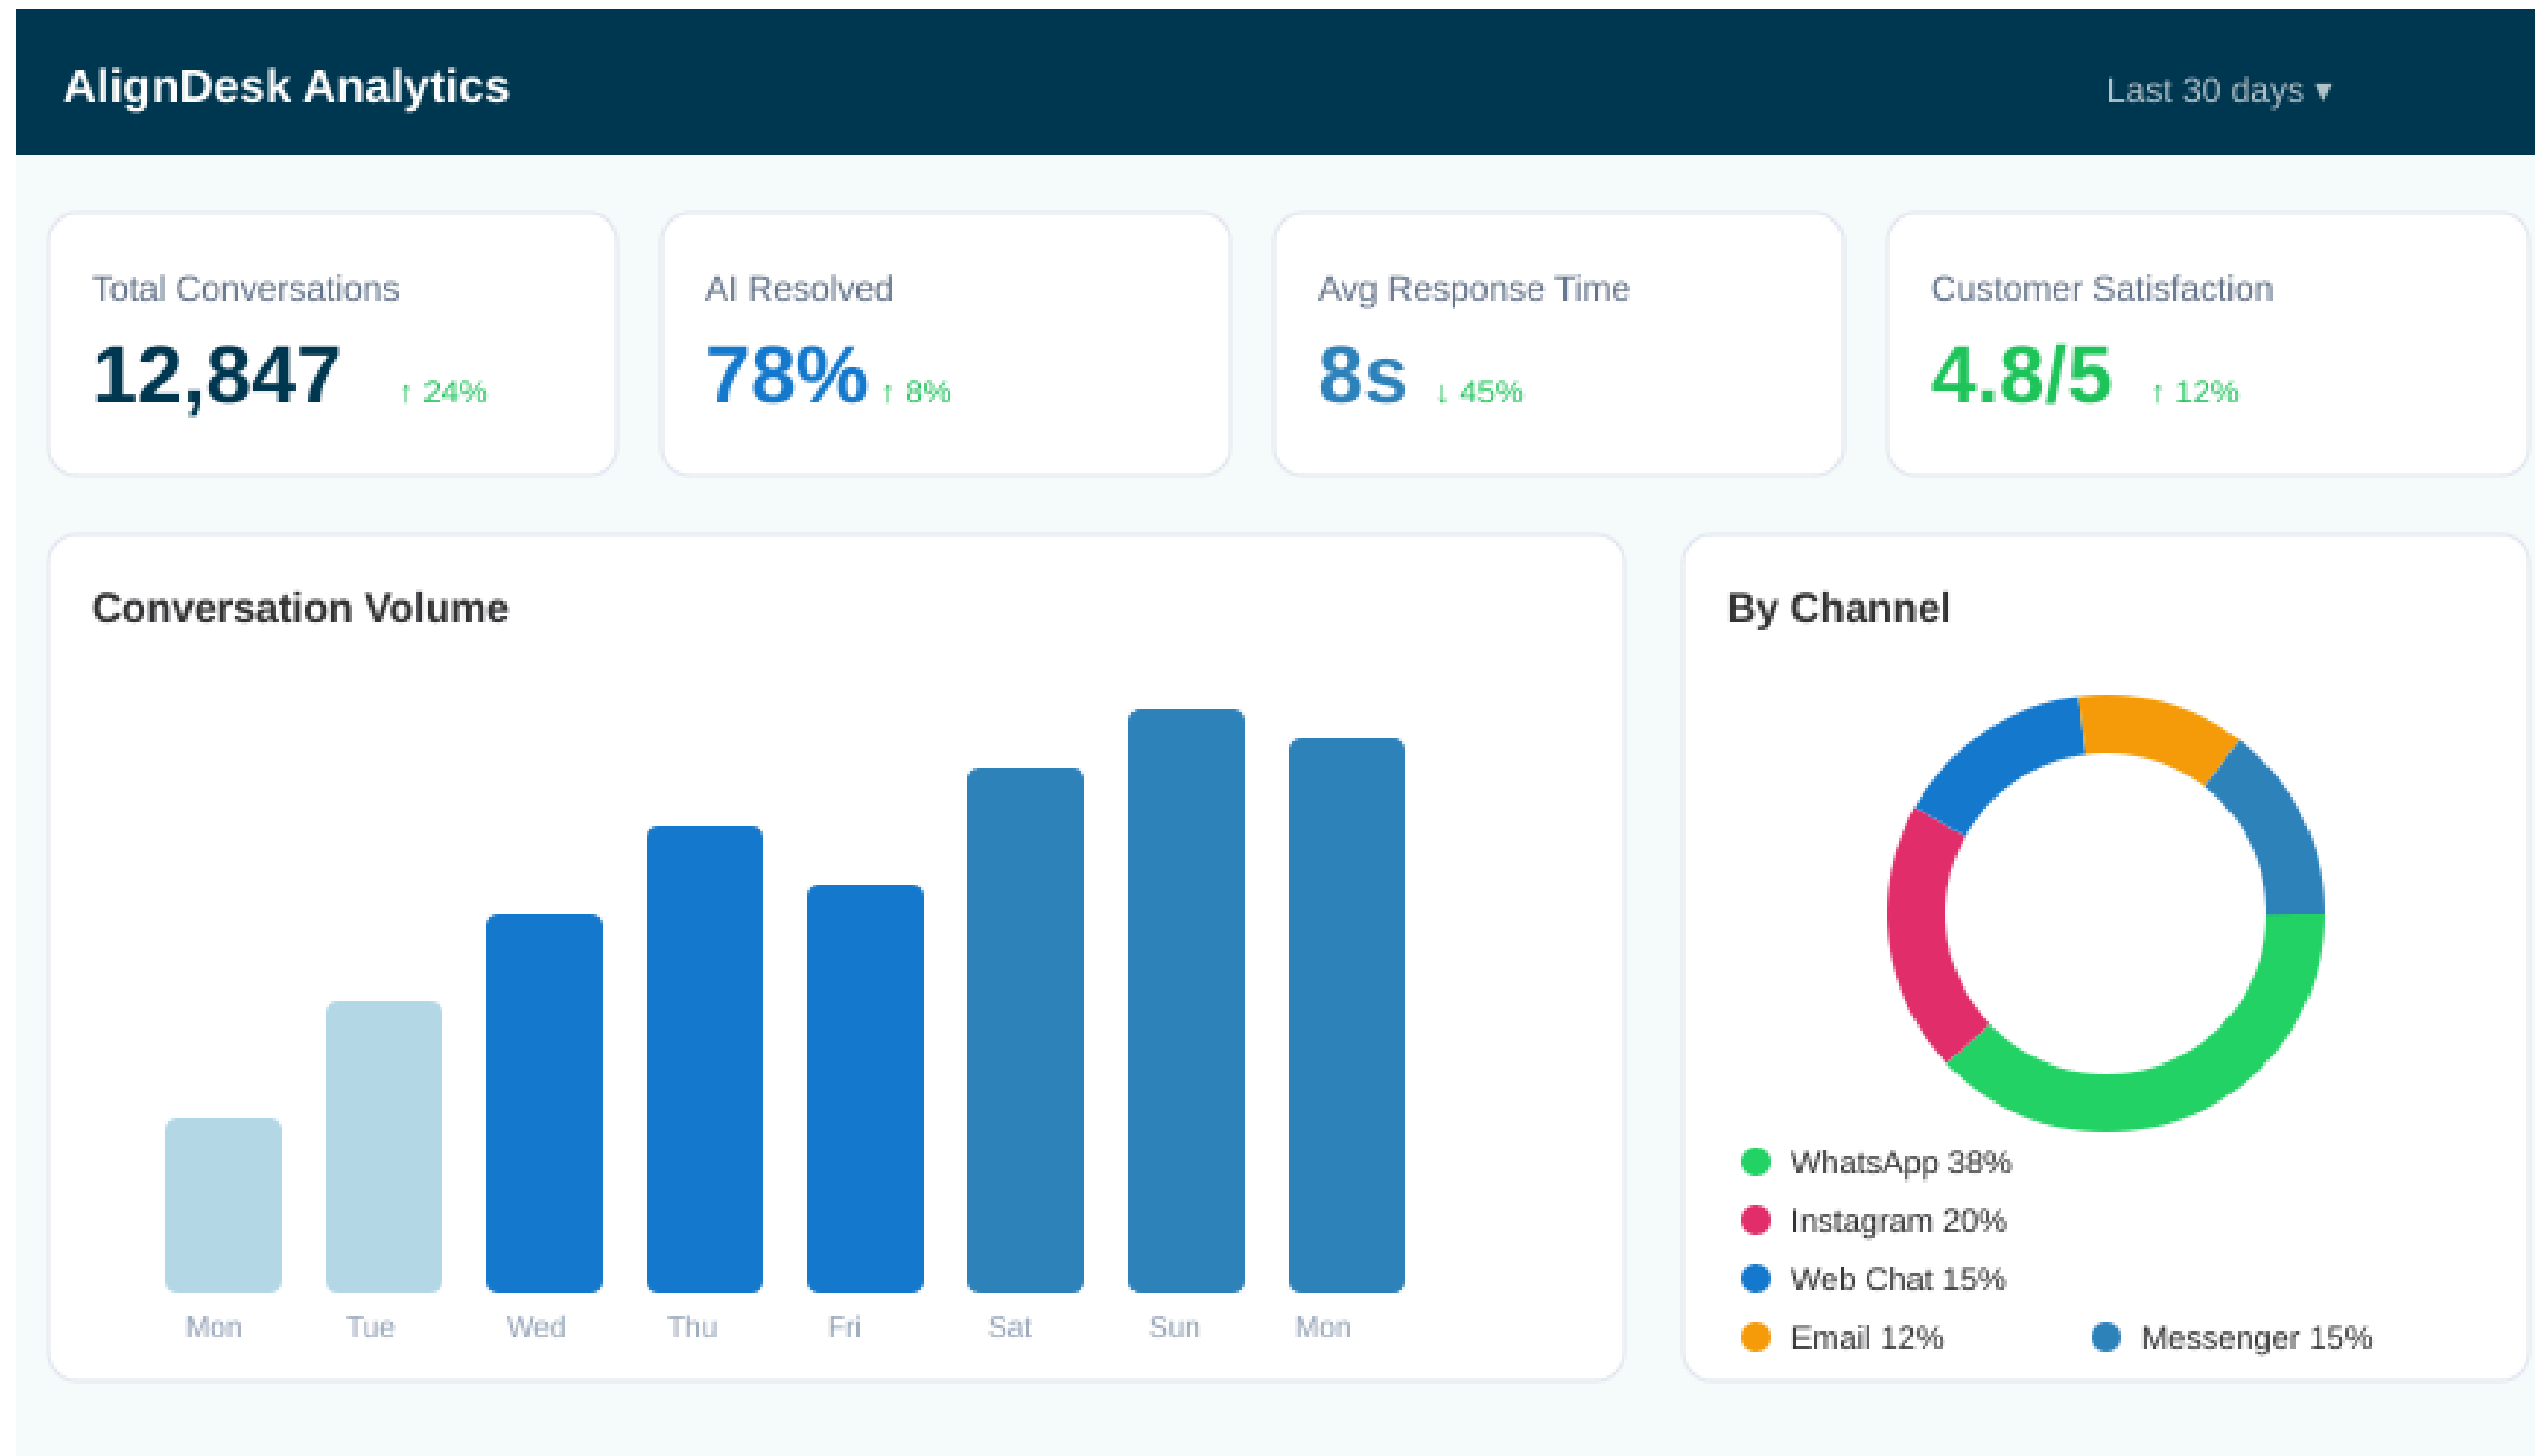 AlignDesk Analytics
Last 30 days ▾
Total Conversations
12,847 ↑ 24%
AI Resolved
78% ↑ 8%
Avg Response Time
8s ↓ 45%
Customer Satisfaction
4.8/5 ↑ 12%
Conversation Volume
Mon Tue Wed Thu Fri Sat Sun Mon
By Channel
WhatsApp 38%
Instagram 20%
Web Chat 15%
Email 12% Messenger 15%